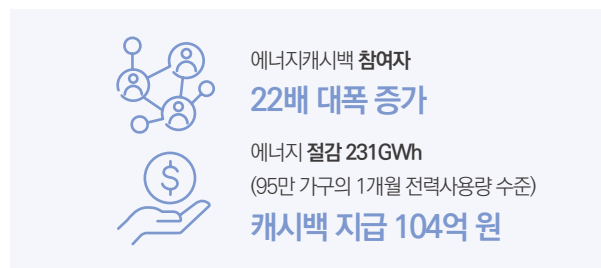 에너지캐시백 참여자
22배 대폭 증가
에너지 절감 231GWh
(95만 가구의 1개월 전력사용량 수준)
캐시백 지급 104억 원
$